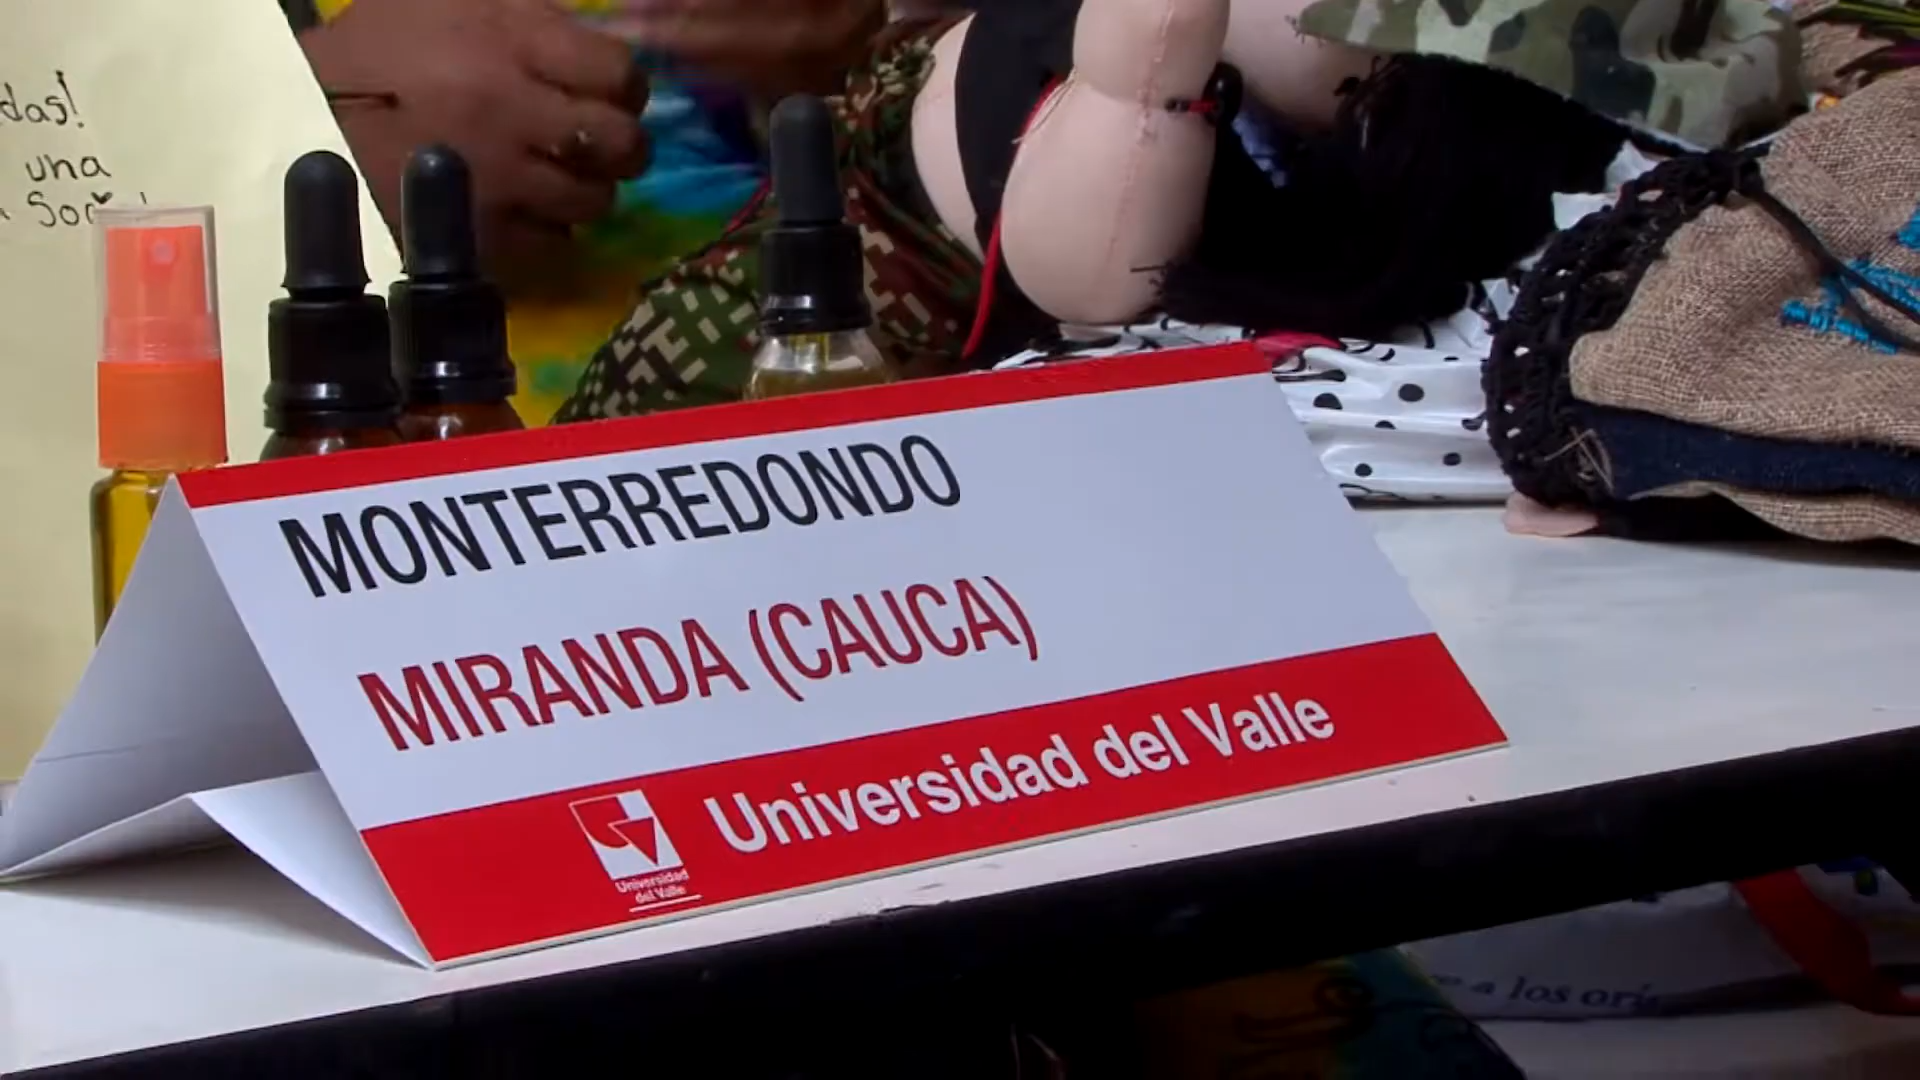 das!
una
MONTERREDONDO
MIRANDA (CAUCA)
Universidad del Valle
Universidad
del Valle
a los orí